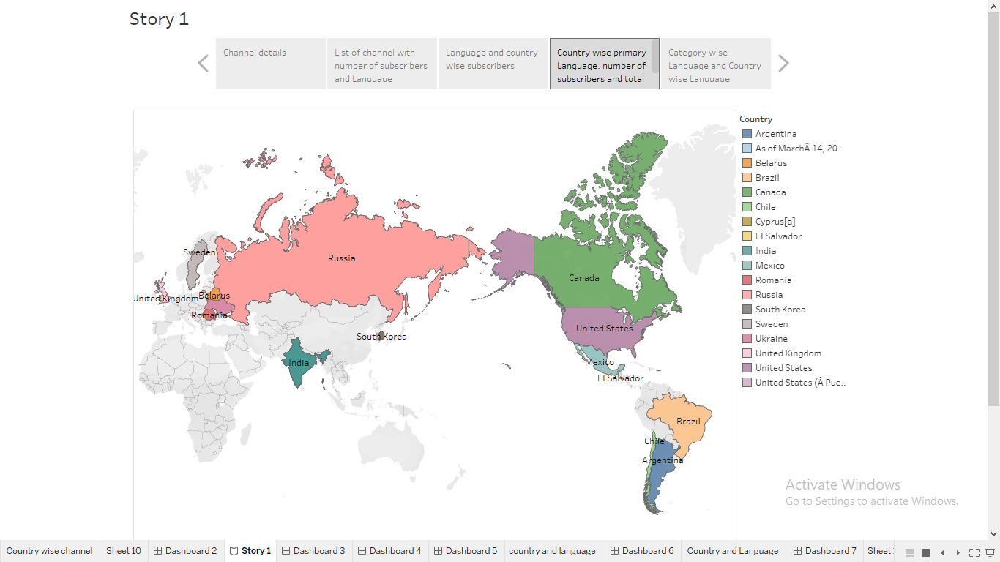 Story 1
Channel details
List of channel with
number of subscribers
and Language
Language and country
wise subscribers
Country wise primary
Language. number of
subscribers and total
Category wise
Language and Country
wise Language
Country
Argentina
As of MarchÂ 14, 20..
Belarus
Brazil
Canada
Chile
Cyprus[a]
El Salvador
India
Mexico
Romania
Russia
South Korea
Sweden
Ukraine
United Kingdom
United States
United States (Â Pue..
Sweden
Russia
Canada
United Kingdom
Belarus
Romania
United States
South Korea
India
Mexico
El Salvador
Brazil
Chile
Argentina
Activate Windows
Go to Settings to activate Windows.
Country wise channel
Sheet 10
Dashboard 2
Story 1
Dashboard 3
Dashboard 4
Dashboard 5
country and language
Dashboard 6
Country and Language
Dashboard 7
Sheet